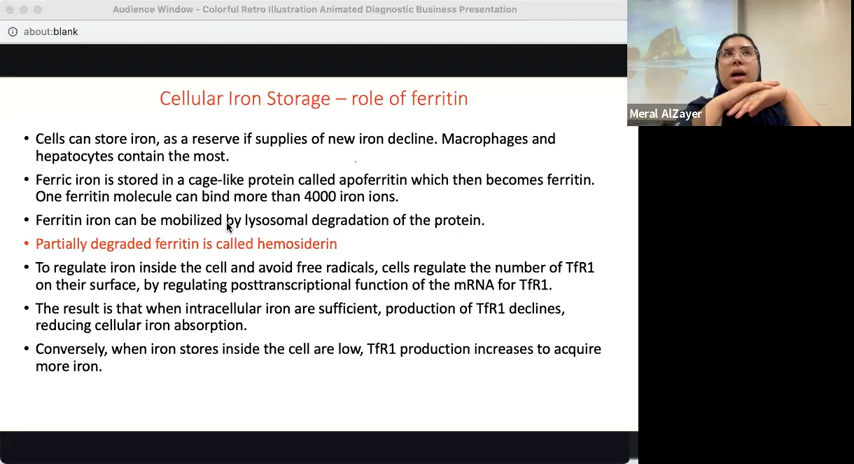 Audience Window - Colorful Retro Illustration Animated Diagnostic Business Presentation
about:blank
Meral AlZayer
Cellular Iron Storage – role of ferritin
• Cells can store iron, as a reserve if supplies of new iron decline. Macrophages and
hepatocytes contain the most.
• Ferric iron is stored in a cage-like protein called apoferritin which then becomes ferritin.
One ferritin molecule can bind more than 4000 iron ions.
• Ferritin iron can be mobilized by lysosomal degradation of the protein.
• Partially degraded ferritin is called hemosiderin
• To regulate iron inside the cell and avoid free radicals, cells regulate the number of TfR1
on their surface, by regulating posttranscriptional function of the mRNA for TfR1.
• The result is that when intracellular iron are sufficient, production of TfR1 declines,
reducing cellular iron absorption.
• Conversely, when iron stores inside the cell are low, TfR1 production increases to acquire
more iron.